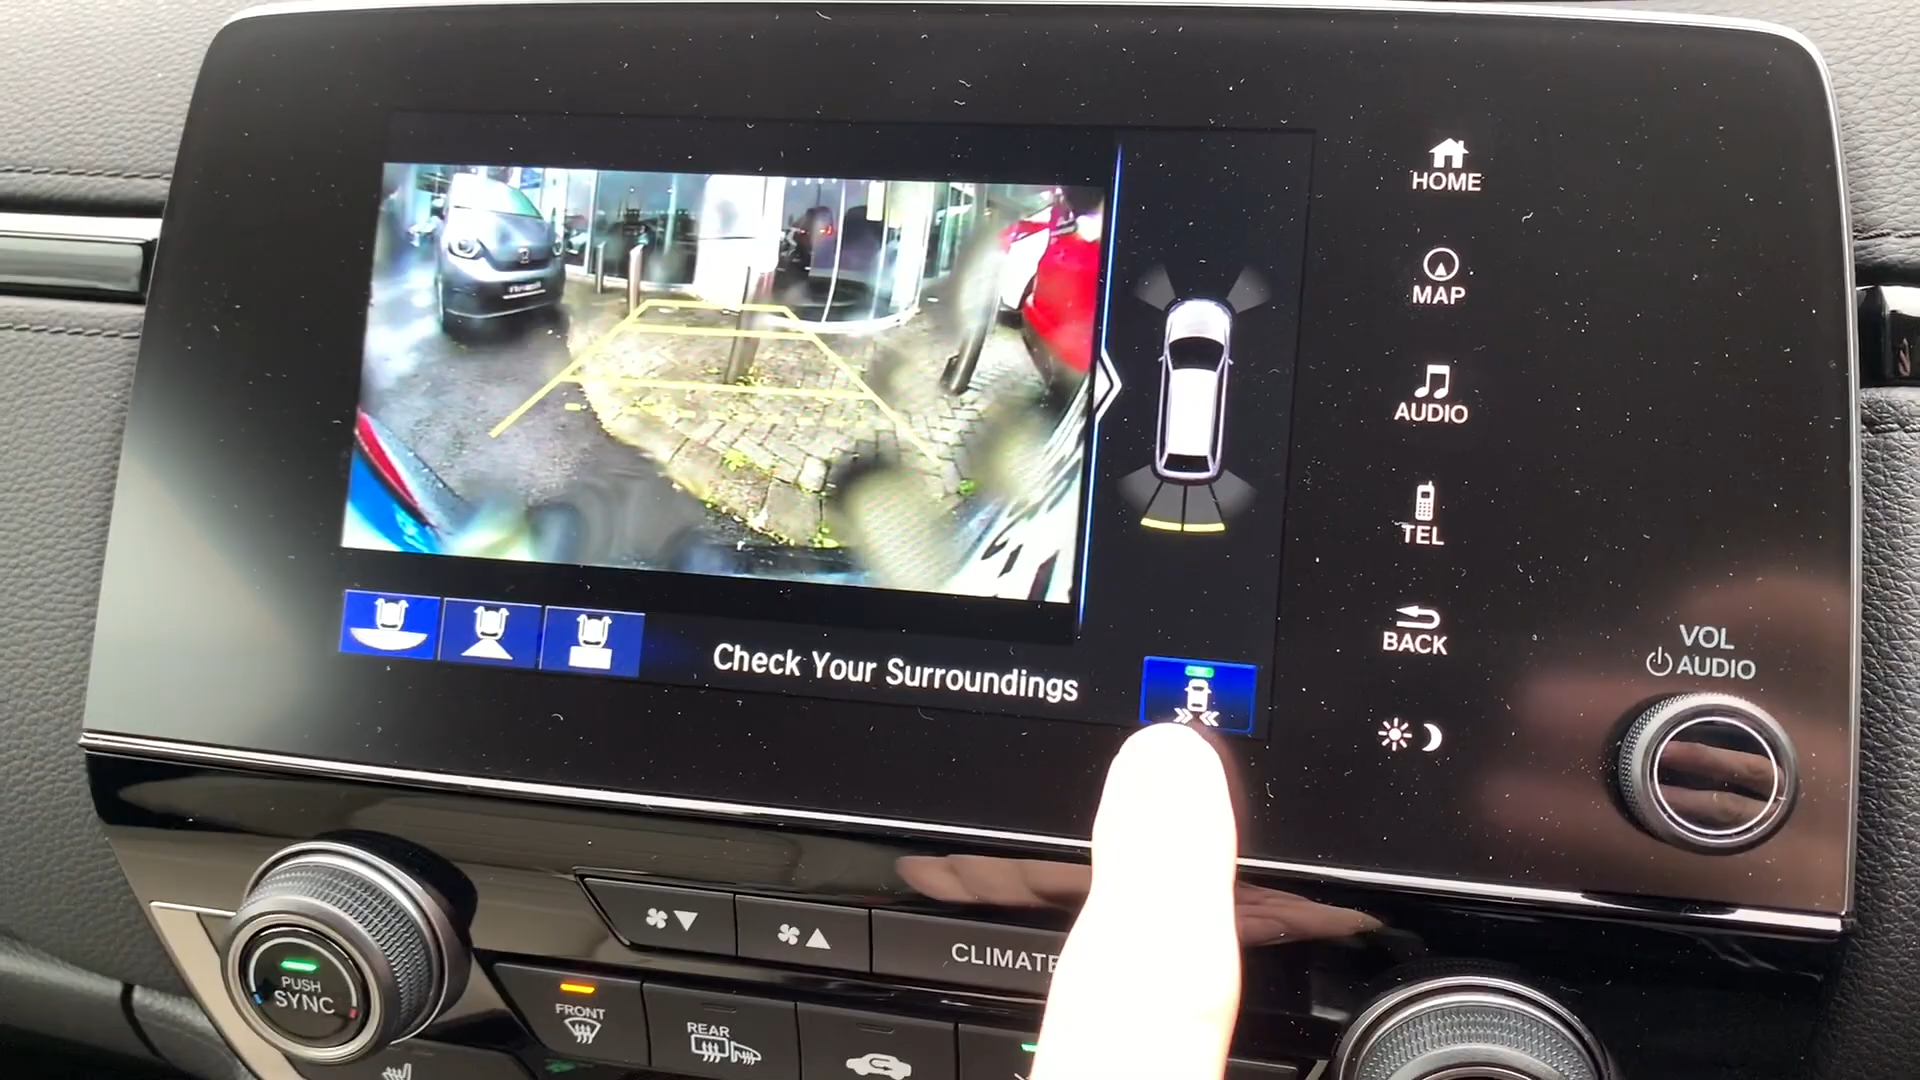 HOME
MAP
AUDIO
TEL
BACK
VOL
AUDIO
Check Your Surroundings
CLIMATE
PUSH
SYNC
FRONT
REAR